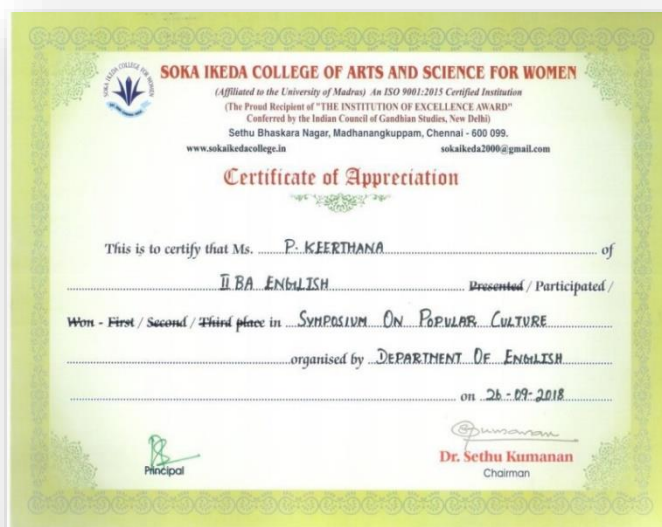 SOKA IKEDA COLLEGE OF ARTS AND SCIENCE FOR WOMEN
(Affiliated to the University of Madras) An ISO 9001:2015 Certified Institution
(The Proud Recipient of "THE INSTITUTION OF EXCELLENCE AWARD"
Conferred by the Indian Council of Gandhian Studies, New Delhi)
Sethu Bhaskara Nagar, Madhanangkuppam, Chennai - 600 099.
www.sokaikedacollege.in sokaikeda2000@gmail.com
Certificate of Appreciation
This is to certify that Ms. P. KEERTHANA of
II BA ENGLISH Presented / Participated /
Won - First / Second / Third place in SYMPOSIUM ON POPULAR CULTURE
organised by DEPARTMENT OF ENGLISH
on 26-09-2018
Principal
Dr. Sethu Kumanan
Chairman